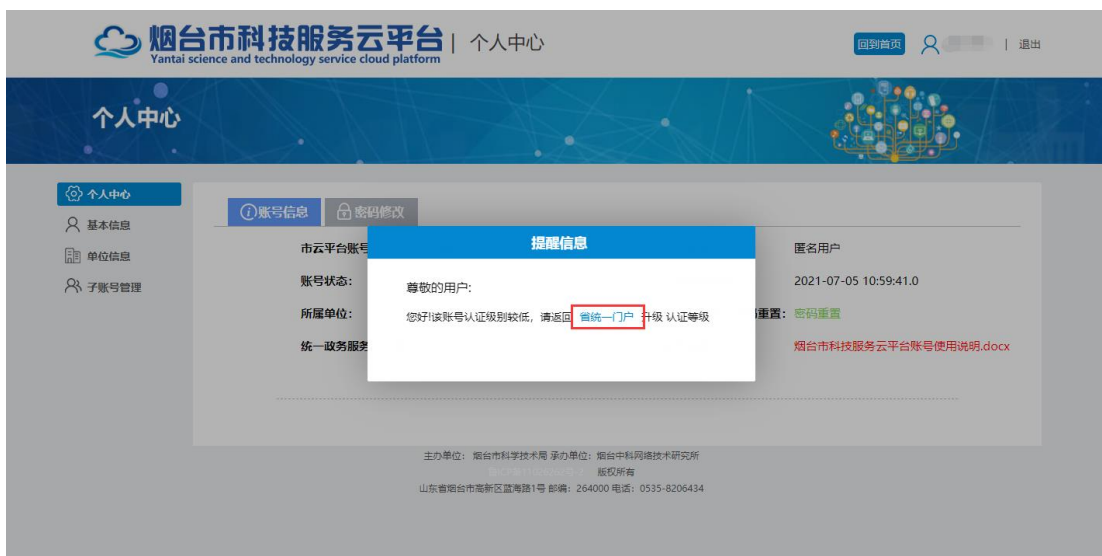 烟台市科技服务云平台 | 个人中心
Yantai science and technology service cloud platform
回到首页 | 退出
个人中心
个人中心
基本信息
单位信息
子账号管理
账号信息 密码修改
市云平台账号 匿名用户
账号状态: 2021-07-05 10:59:41.0
所属单位: 重置: 密码重置
统一政务服务 烟台市科技服务云平台账号使用说明.docx
提醒信息
尊敬的用户:
您好!该账号认证级别较低，请返回 省统一门户 升级 认证等级
主办单位: 烟台市科学技术局 承办单位: 烟台中科网络技术研究所
版权所有
山东省烟台市高新区蓝海路1号 邮编: 264000 电话: 0535-8206434